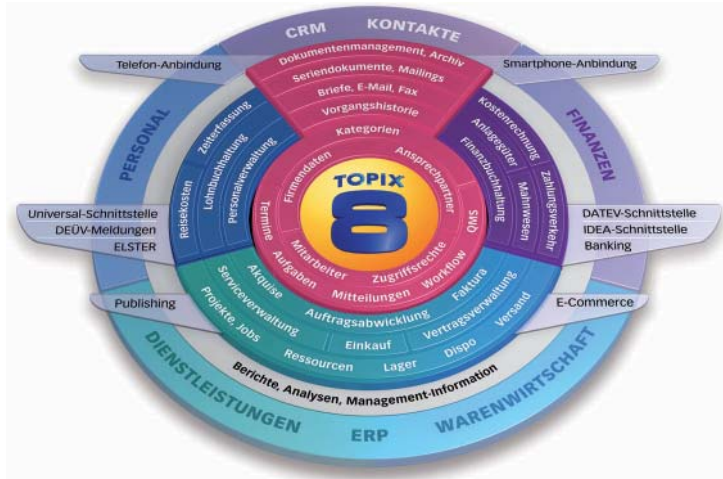 CRM KONTAKTE
Telefon-Anbindung
Smartphone-Anbindung
Dokumentenmanagement, Archiv
Seriendokumente, Mailings
Briefe, E-Mail, Fax
Vorgangshistorie
Kategorien
PERSONAL
FINANZEN
Zeiterfassung
Reisekosten
Lohnbuchhaltung
Personalverwaltung
Kostenrechnung
Anlagegüter
Finanzbuchhaltung
Zahlungsverkehr
Mahnwesen
Firmendaten
Ansprechpartner
TOPIX
8
Termine
QMS
Mitarbeiter
Zugriffsrechte
Aufgaben
Mitteilungen
Workflow
Universal-Schnittstelle
DEÜV-Meldungen
ELSTER
DATEV-Schnittstelle
IDEA-Schnittstelle
Banking
Publishing
E-Commerce
Akquise
Serviceverwaltung
Projekte, Jobs
Auftragsabwicklung
Faktura
Vertragsverwaltung
Versand
Einkauf
Ressourcen
Lager
Dispo
Berichte, Analysen, Management-Information
DIENSTLEISTUNGEN
ERP
WARENWIRTSCHAFT